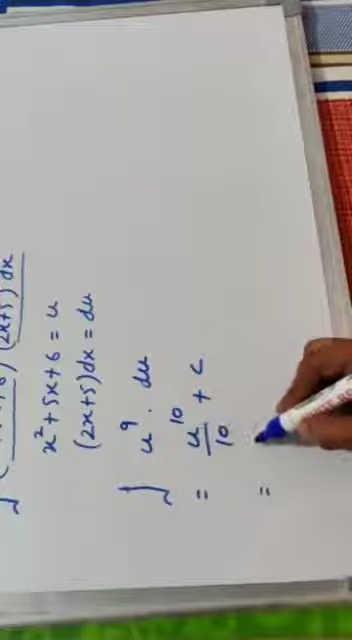 (2x+5) dx
x² + 5x + 6 = u
(2x+5)dx = du
∫ u⁹ . du
= u¹⁰/10 + c
=